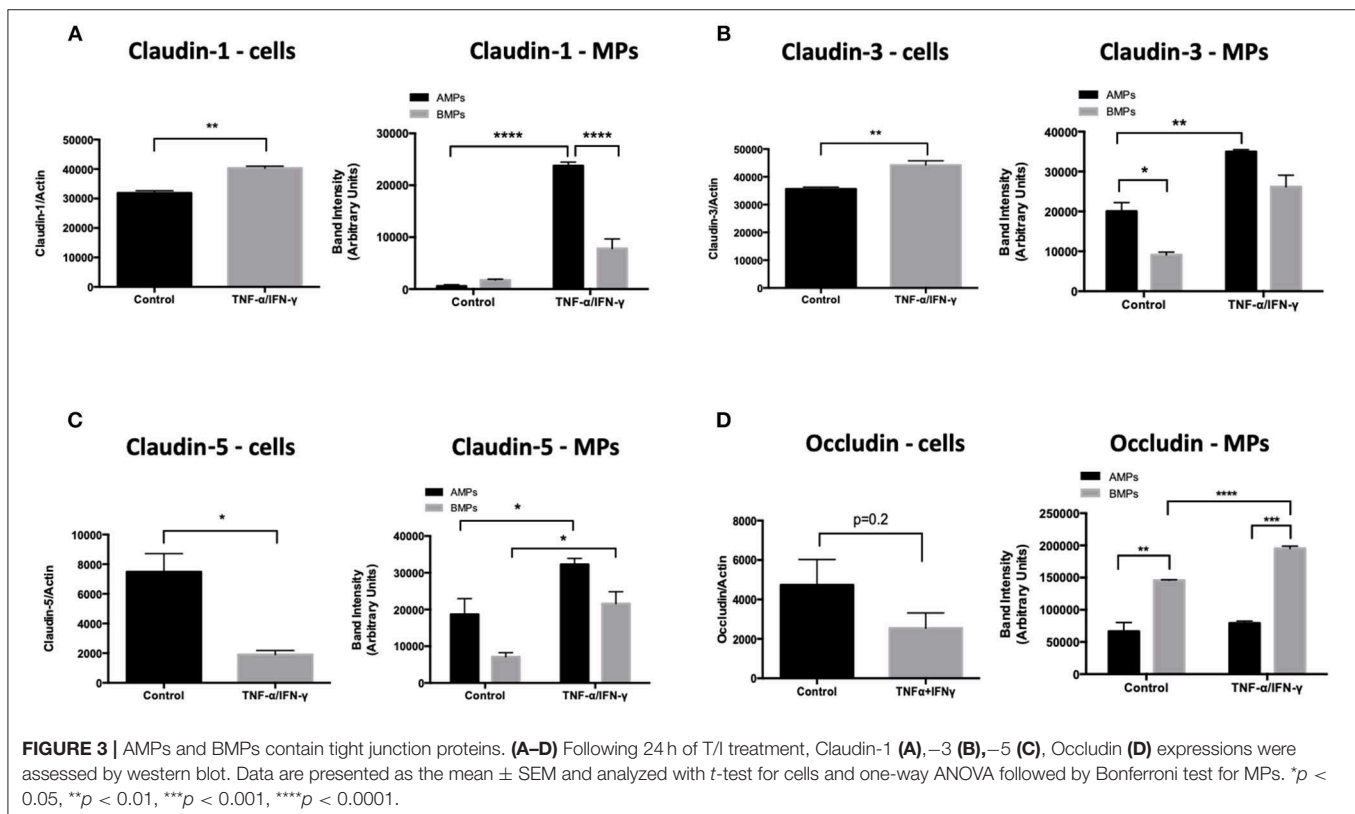 A
Claudin-1 - cells
**
Claudin-1/Actin
50000
40000
30000
20000
10000
0
Control
TNF-α/IFN-γ
Claudin-1 - MPs
AMPs
BMPs
****
****
Band Intensity
(Arbitrary Units)
30000
20000
10000
0
Control
TNF-α/IFN-γ
B
Claudin-3 - cells
**
Claudin-3/Actin
50000
40000
30000
20000
10000
0
Control
TNF-α/IFN-γ
Claudin-3 - MPs
AMPs
BMPs
**
*
Band Intensity
(Arbitrary Units)
40000
30000
20000
10000
0
Control
TNF-α/IFN-γ
C
Claudin-5 - cells
*
Claudin-5/Actin
10000
8000
6000
4000
2000
0
Control
TNF-α/IFN-γ
Claudin-5 - MPs
AMPs
BMPs
*
*
Band Intensity
(Arbitrary Units)
40000
30000
20000
10000
0
Control
TNF-α/IFN-γ
D
Occludin - cells
p=0.2
Occludin/Actin
8000
6000
4000
2000
0
Control
TNFα+IFNγ
Occludin - MPs
AMPs
BMPs
****
***
**
Band Intensity
(Arbitrary Units)
250000
200000
150000
100000
50000
0
Control
TNF-α/IFN-γ
FIGURE 3 | AMPs and BMPs contain tight junction proteins. (A–D) Following 24 h of T/I treatment, Claudin-1 (A),−3 (B),−5 (C), Occludin (D) expressions were
assessed by western blot. Data are presented as the mean ± SEM and analyzed with t-test for cells and one-way ANOVA followed by Bonferroni test for MPs. *p <
0.05, **p < 0.01, ***p < 0.001, ****p < 0.0001.